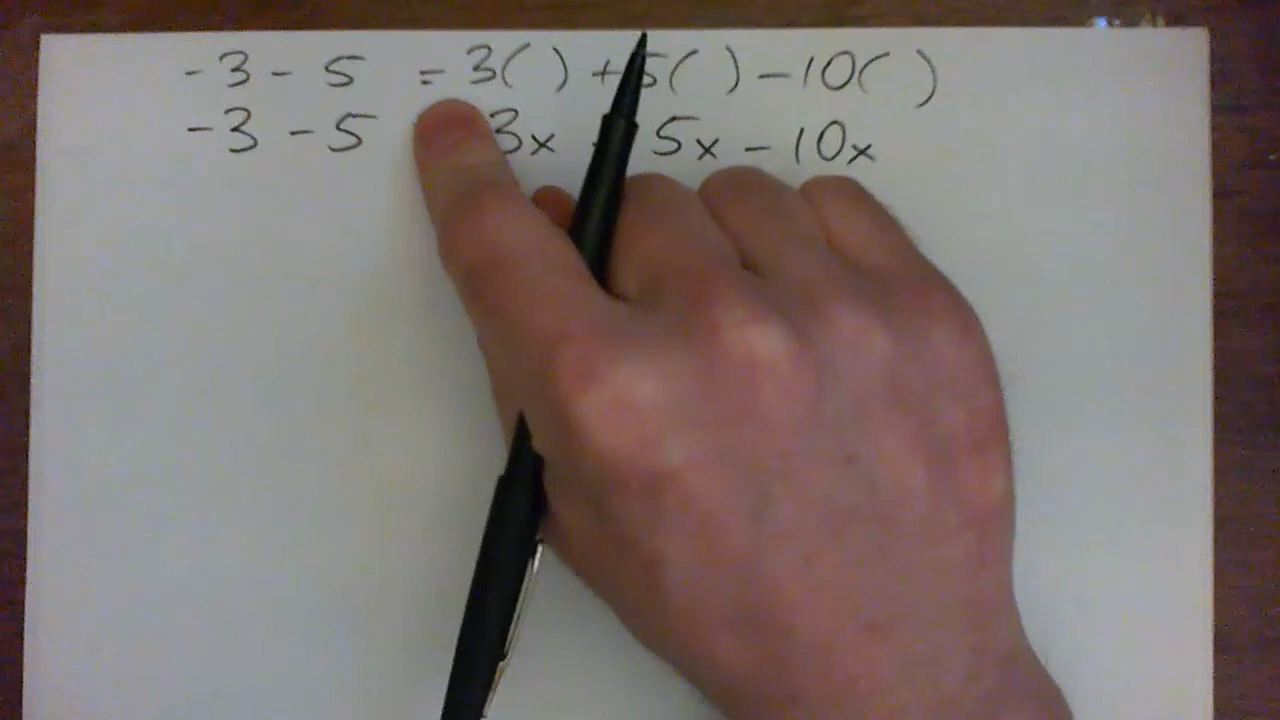 -3 - 5 = 3( ) + 5( ) - 10( )
-3 - 5 3x 5x - 10x